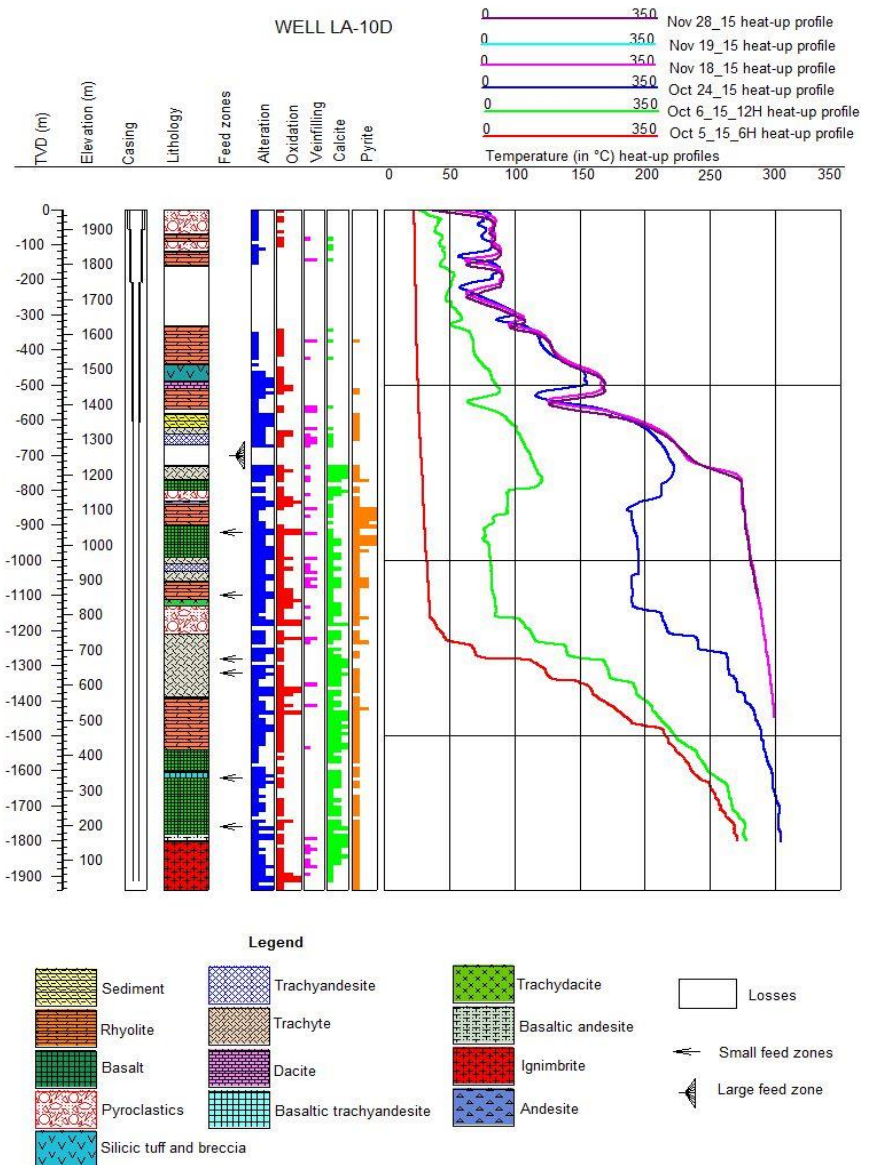 WELL LA-10D
0 350 Nov 28_15 heat-up profile
0 350 Nov 19_15 heat-up profile
0 350 Nov 18_15 heat-up profile
0 350 Oct 24_15 heat-up profile
0 350 Oct 6_15_12H heat-up profile
0 350 Oct 5_15_6H heat-up profile
TVD (m) Elevation (m) Casing Lithology Feed zones Alteration Oxidation Veinfilling Calcite Pyrite
Temperature (in °C) heat-up profiles
0 50 100 150 200 250 300 350
0
1900
-100
1800
-200
1700
-300
1600
-400
1500
-500
1400
-600
1300
-700
1200
-800
1100
-900
1000
-1000
900
-1100
800
-1200
700
-1300
600
-1400
500
-1500
400
-1600
300
-1700
200
-1800
100
-1900
Legend
Sediment
Rhyolite
Basalt
Pyroclastics
Silicic tuff and breccia
Trachyandesite
Trachyte
Dacite
Basaltic trachyandesite
Trachydacite
Basaltic andesite
Ignimbrite
Andesite
Losses
Small feed zones
Large feed zone